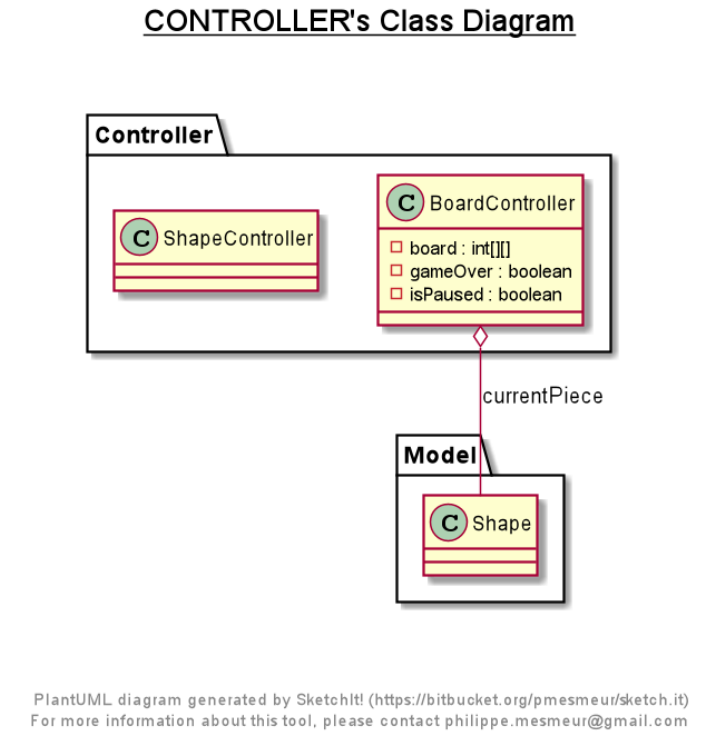 CONTROLLER's Class Diagram
Controller
C ShapeController
C BoardController
board : int[][]
gameOver : boolean
isPaused : boolean
currentPiece
Model
C Shape
PlantUML diagram generated by SketchIt! (https://bitbucket.org/pmesmeur/sketch.it)
For more information about this tool, please contact philippe.mesmeur@gmail.com